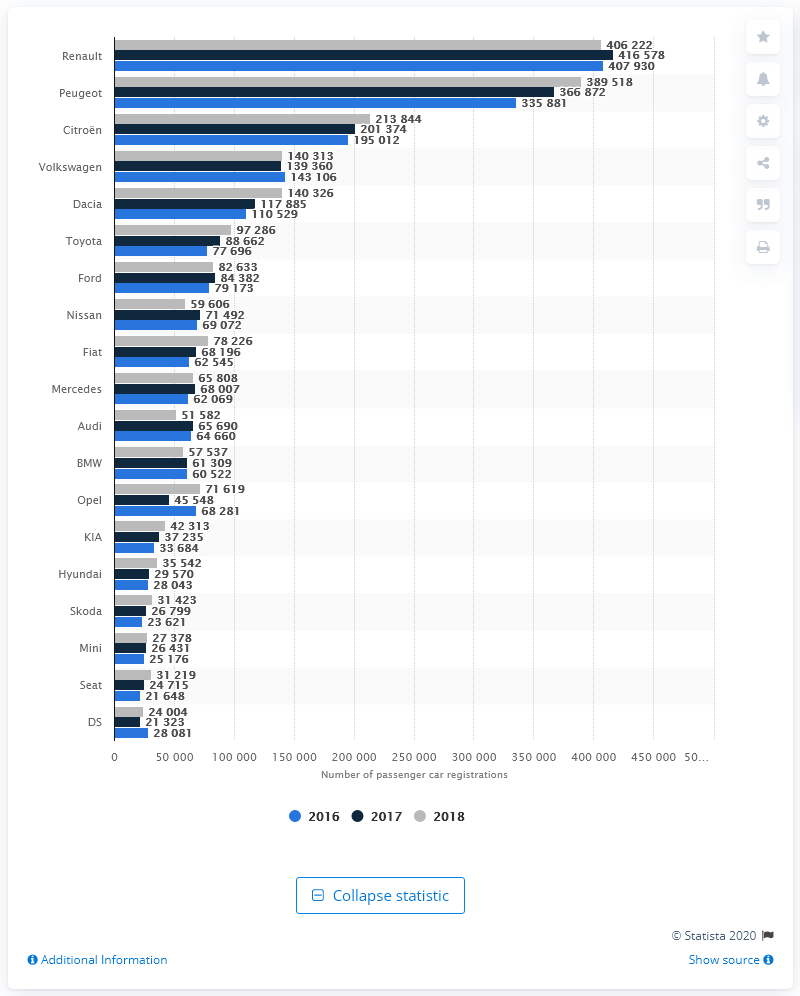 Renault
406 222
416 578
407 930
Peugeot
389 518
366 872
335 881
Citroën
213 844
201 374
195 012
Volkswagen
140 313
139 360
143 106
Dacia
140 326
117 885
110 529
Toyota
97 286
88 662
77 696
Ford
82 633
84 382
79 173
Nissan
59 606
71 492
69 072
Fiat
78 226
68 196
62 545
Mercedes
65 808
68 007
62 069
Audi
51 582
65 690
64 660
BMW
57 537
61 309
60 522
Opel
71 619
45 548
68 281
KIA
42 313
37 235
33 684
Hyundai
35 542
29 570
28 043
Skoda
31 423
26 799
23 621
Mini
27 378
26 431
25 176
Seat
31 219
24 715
21 648
DS
24 004
21 323
28 081
0 50 000 100 000 150 000 200 000 250 000 300 000 350 000 400 000 450 000 50…
Number of passenger car registrations
2016 2017 2018
Collapse statistic
© Statista 2020
Additional Information
Show source